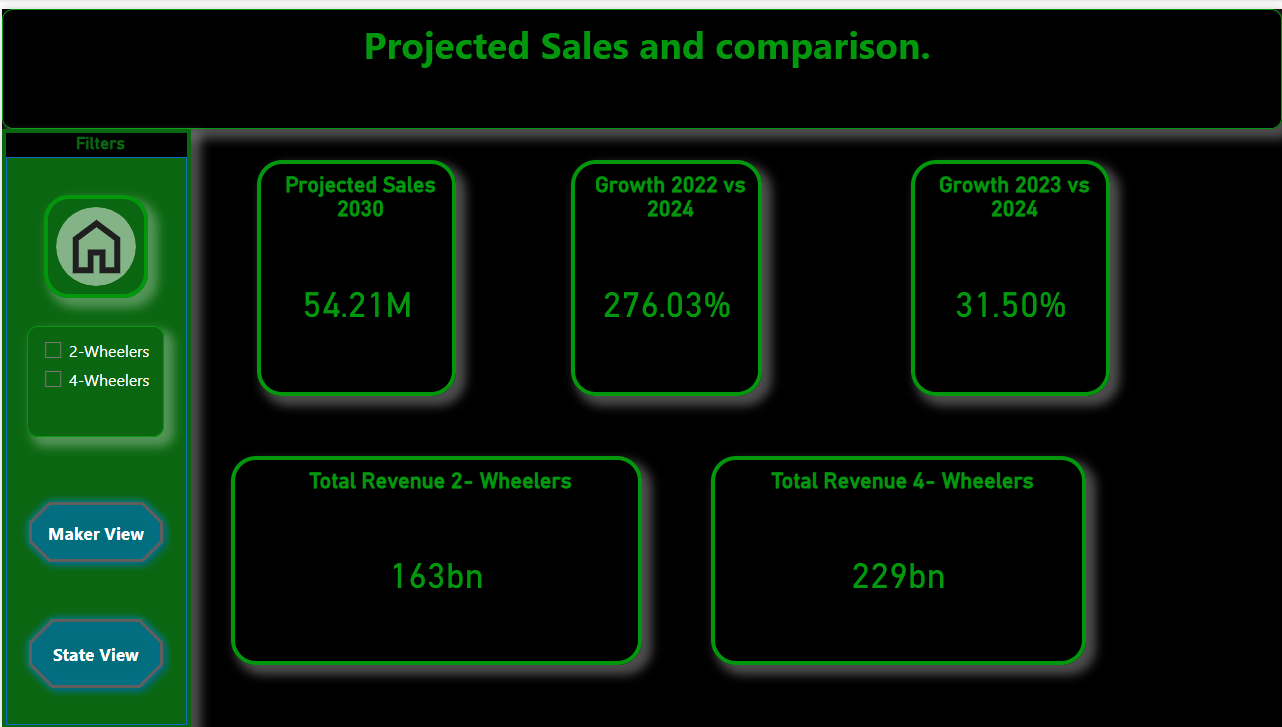 Projected Sales and comparison.
Filters
2-Wheelers
4-Wheelers
Maker View
State View
Projected Sales
2030
54.21M
Growth 2022 vs
2024
276.03%
Growth 2023 vs
2024
31.50%
Total Revenue 2- Wheelers
163bn
Total Revenue 4- Wheelers
229bn